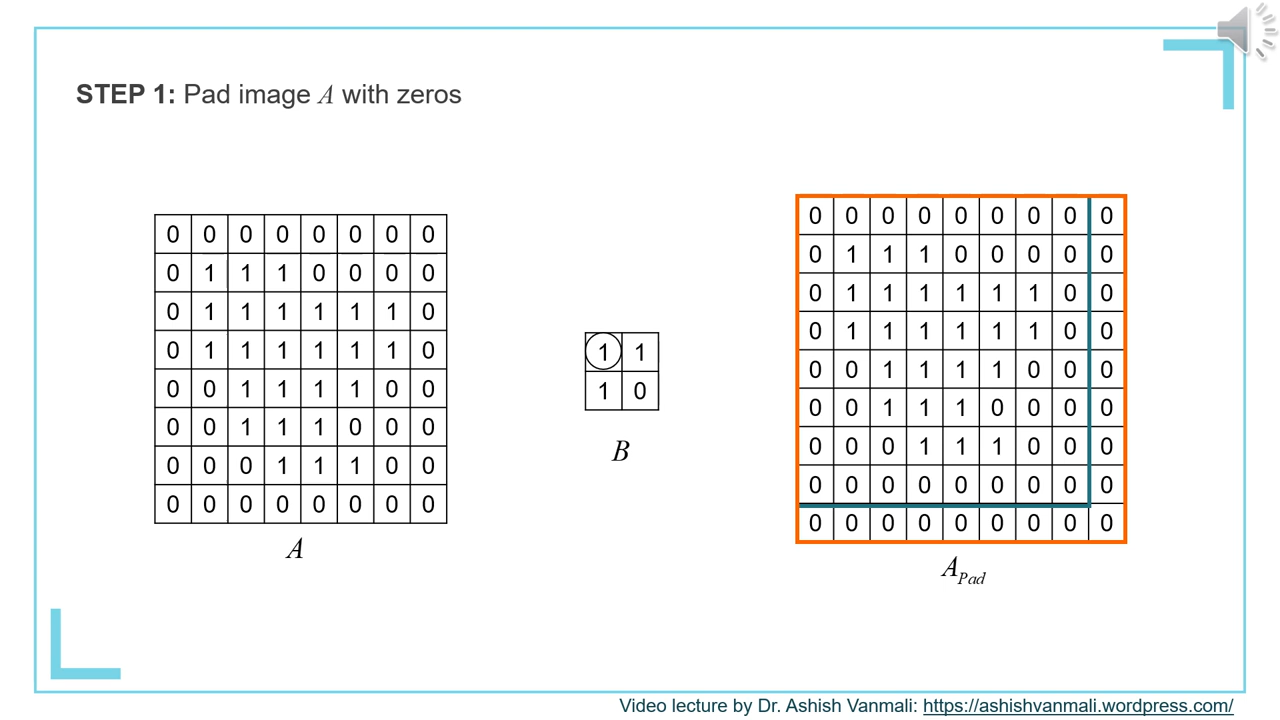 STEP 1: Pad image A with zeros
0 0 0 0 0 0 0 0
0 1 1 1 0 0 0 0
0 1 1 1 1 1 1 0
0 1 1 1 1 1 1 0
0 0 1 1 1 1 0 0
0 0 1 1 1 0 0 0
0 0 0 1 1 1 0 0
0 0 0 0 0 0 0 0
A
1 1
1 0
B
0 0 0 0 0 0 0 0 0
0 1 1 1 0 0 0 0 0
0 1 1 1 1 1 1 0 0
0 1 1 1 1 1 1 0 0
0 0 1 1 1 1 0 0 0
0 0 1 1 1 0 0 0 0
0 0 0 1 1 1 0 0 0
0 0 0 0 0 0 0 0 0
0 0 0 0 0 0 0 0 0
A Pad
Video lecture by Dr. Ashish Vanmali: https://ashishvanmali.wordpress.com/